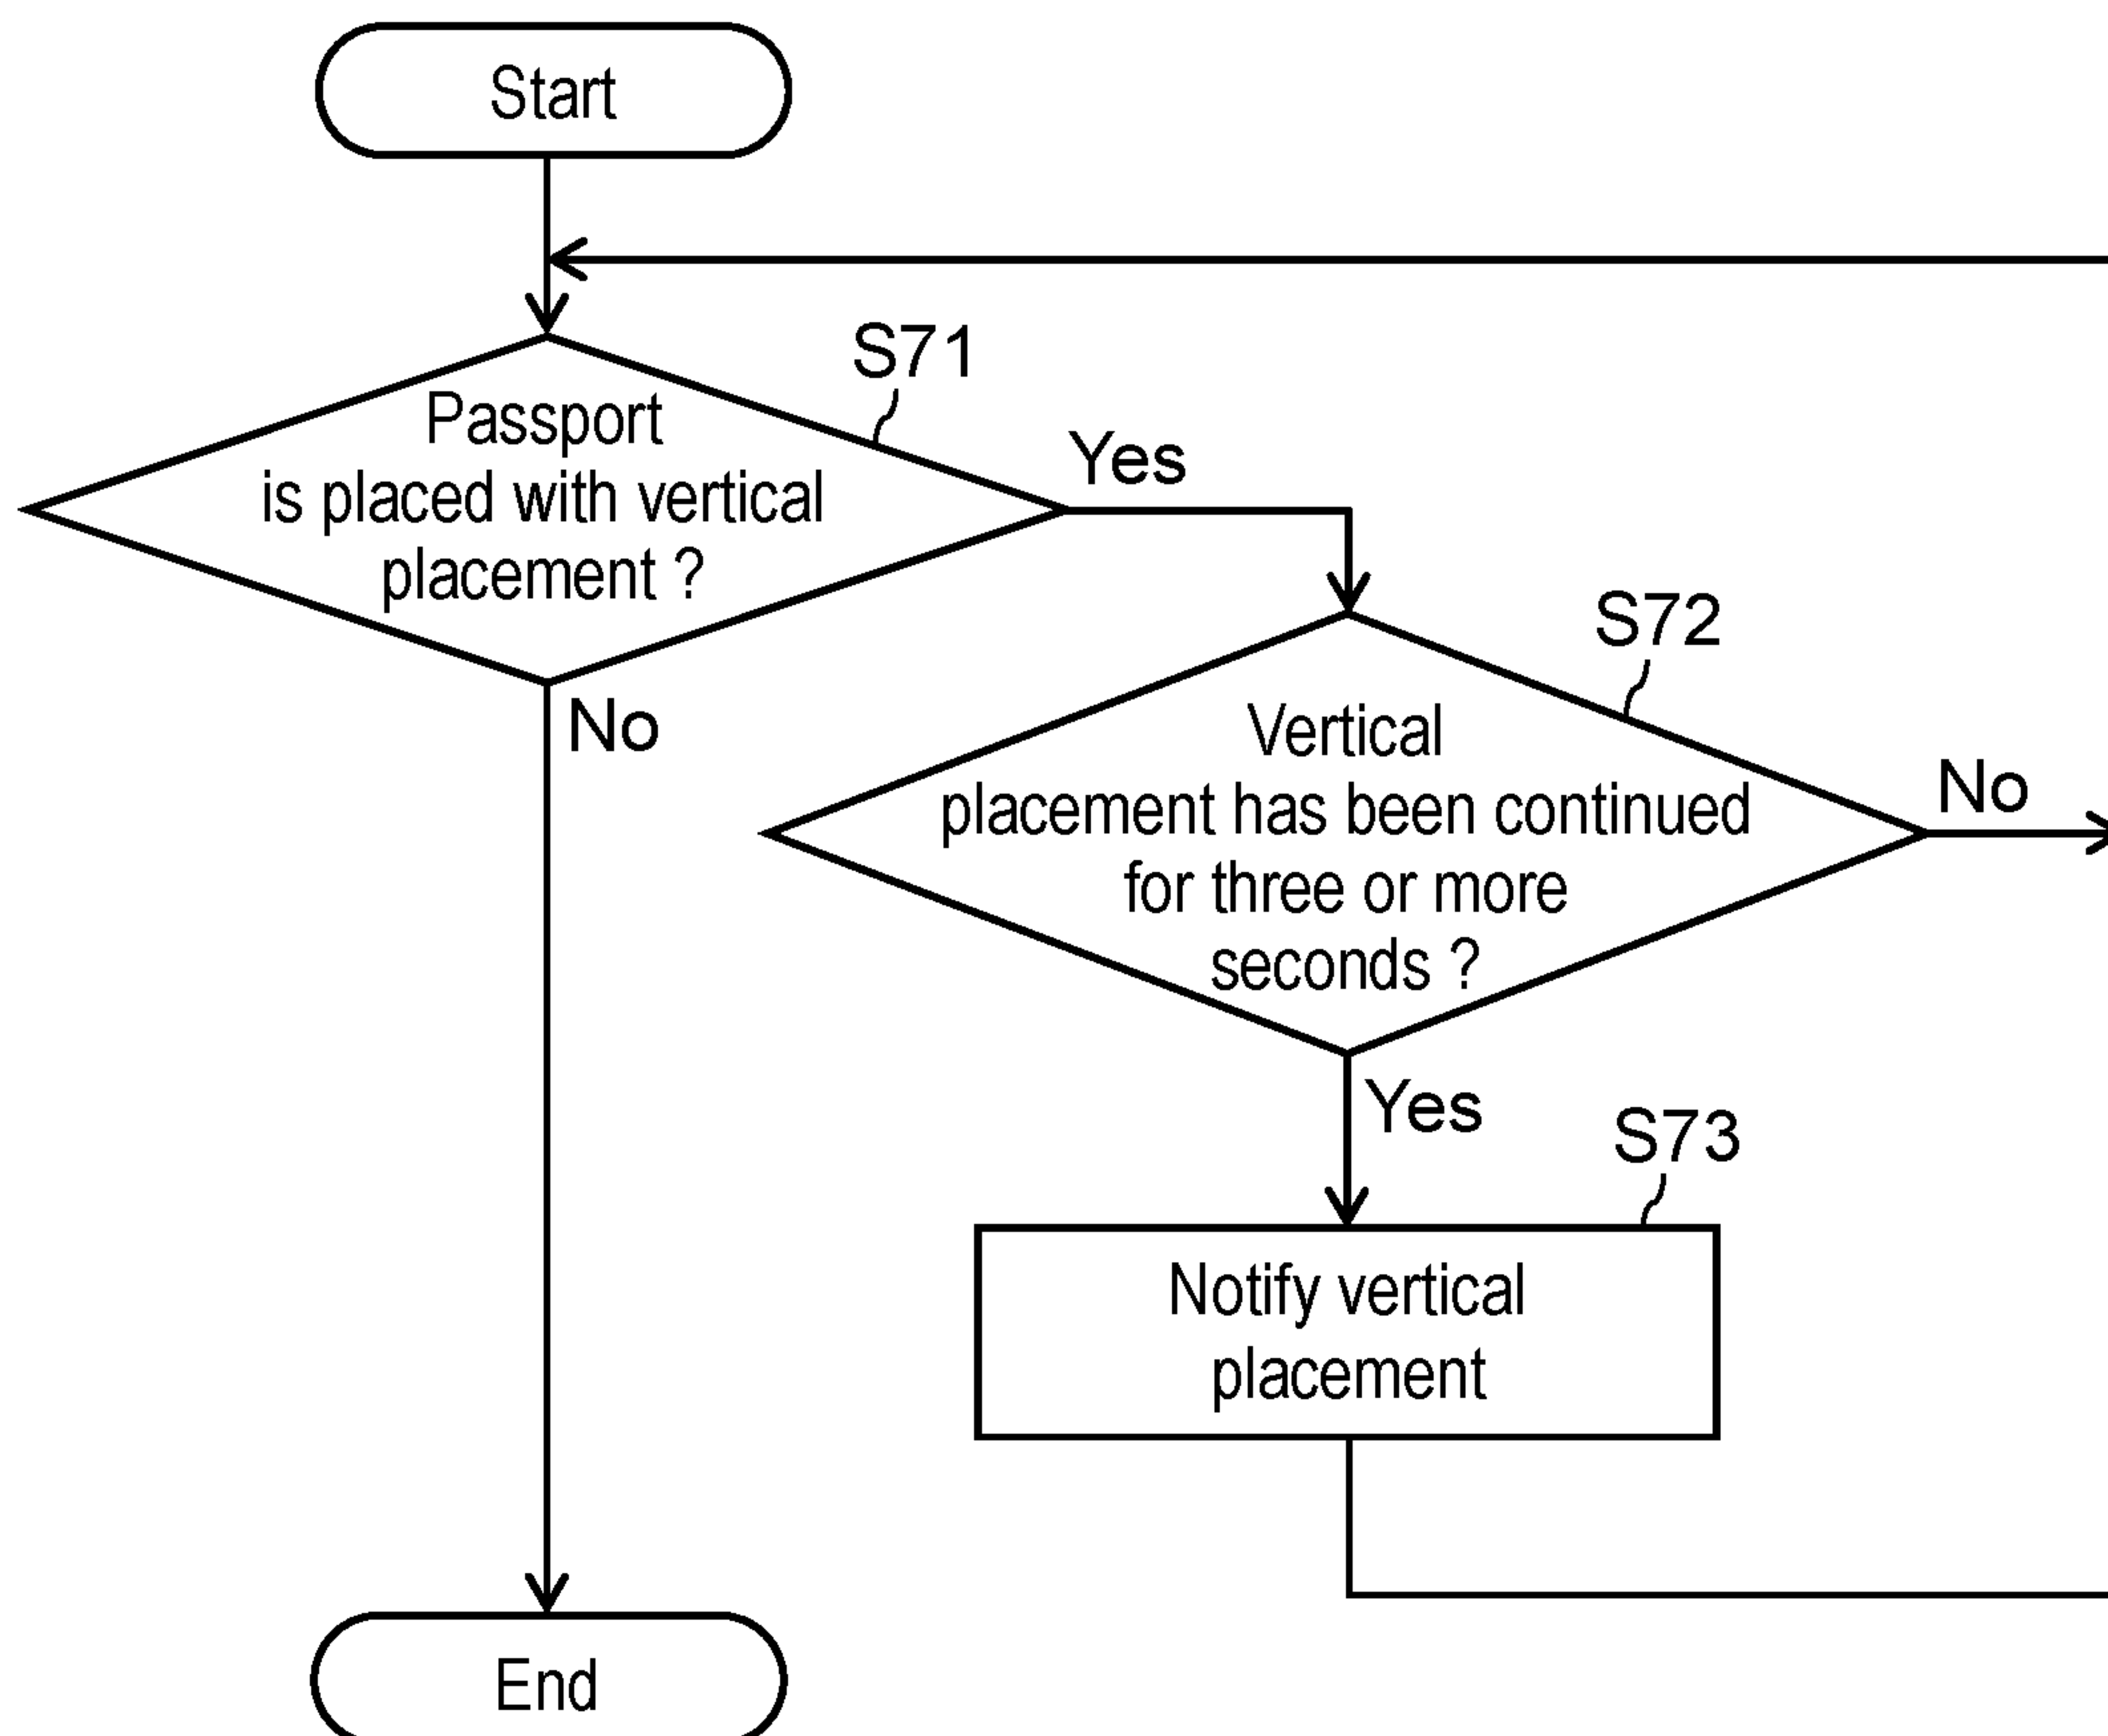 Start
S71
Passport
is placed with vertical
placement ?
Yes
No
S72
Vertical
placement has been continued
for three or more
seconds ?
No
Yes
S73
Notify vertical
placement
End